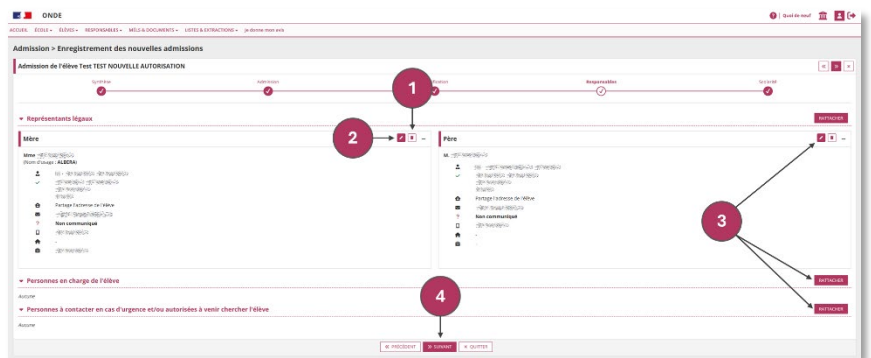 ONDE
Quoi de neuf
ACCUEIL ÉCOLE ÉLÈVES RESPONSABLES MÉLS & DOCUMENTS LISTES & EXTRACTIONS Je donne mon avis
Admission > Enregistrement des nouvelles admissions
Admission de l'élève Test TEST NOUVELLE AUTORISATION
Synthèse Admission Responsables Scolarité
1
Représentants légaux RATTACHER
2
Mère Père
Mme M.
(Nom d'usage : ALBERA)
Partage l'adresse de l'élève Partage l'adresse de l'élève
Non communiqué Non communiqué
3
Personnes en charge de l'élève RATTACHER
Aucune
4
Personnes à contacter en cas d'urgence et/ou autorisées à venir chercher l'élève RATTACHER
Aucune
« PRÉCÉDENT » SUIVANT × QUITTER